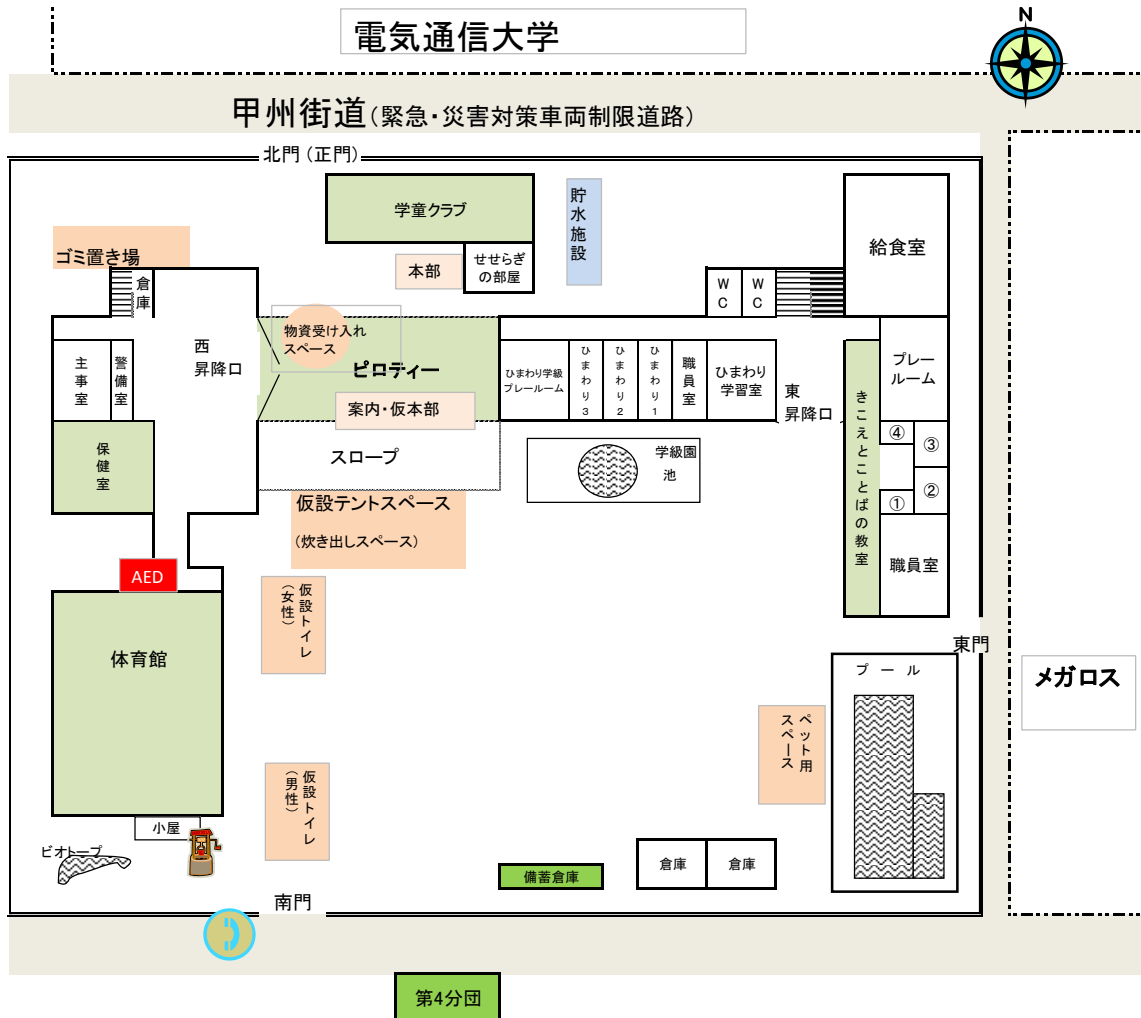 電気通信大学
N
甲州街道(緊急・災害対策車両制限道路)
北門(正門)
学童クラブ
貯水施設
給食室
ゴミ置き場
本部
せせらぎ
の部屋
倉庫
WC
WC
物資受け入れ
スペース
ピロティー
西
昇降口
主事室
警備室
ひまわり学級
プレールーム
ひまわり3
ひまわり2
ひまわり1
職員室
ひまわり
学習室
東
昇降口
きこえとことばの教室
プレー
ルーム
案内・仮本部
保健室
スロープ
学級園
池
④
③
②
①
職員室
仮設テントスペース
(炊き出しスペース)
AED
仮設トイレ
(女性)
体育館
東門
プール
メガロス
ペット用
スペース
仮設トイレ
(男性)
小屋
ビオトープ
備蓄倉庫
倉庫
倉庫
南門
第4分団